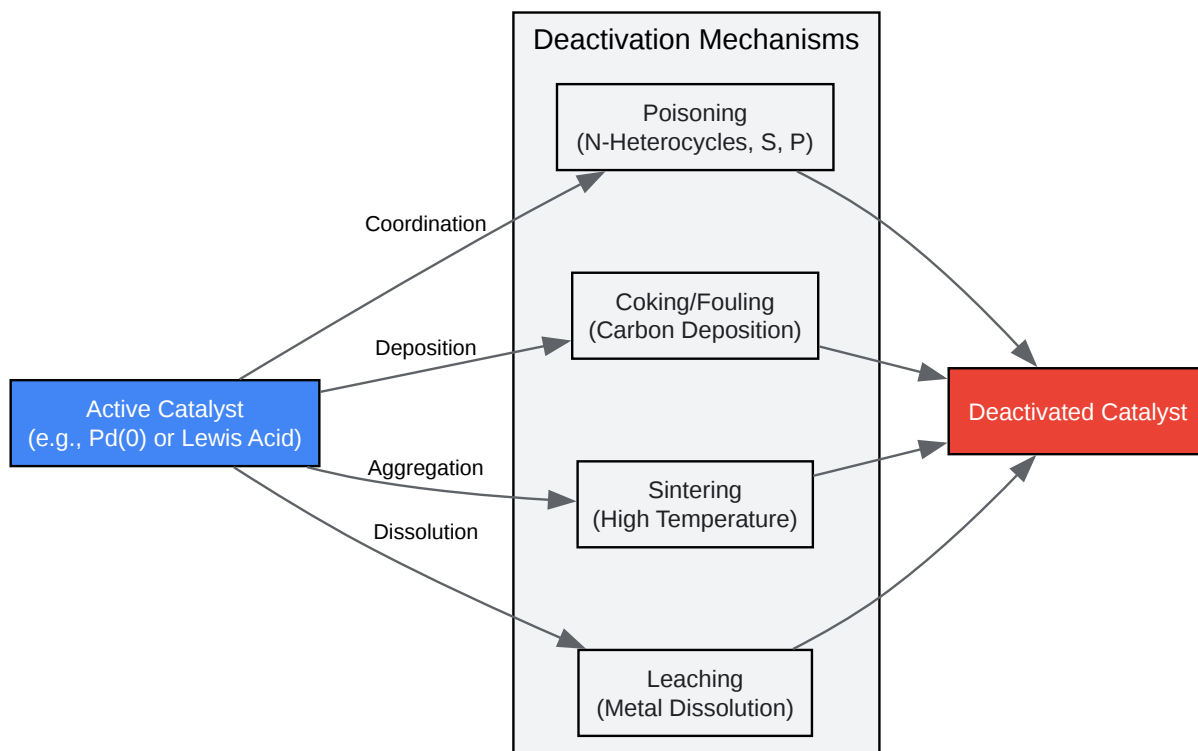 Deactivation Mechanisms
Poisoning
(N-Heterocycles, S, P)
Coordination
Coking/Fouling
(Carbon Deposition)
Deposition
Active Catalyst
(e.g., Pd(0) or Lewis Acid)
Deactivated Catalyst
Aggregation
Sintering
(High Temperature)
Dissolution
Leaching
(Metal Dissolution)